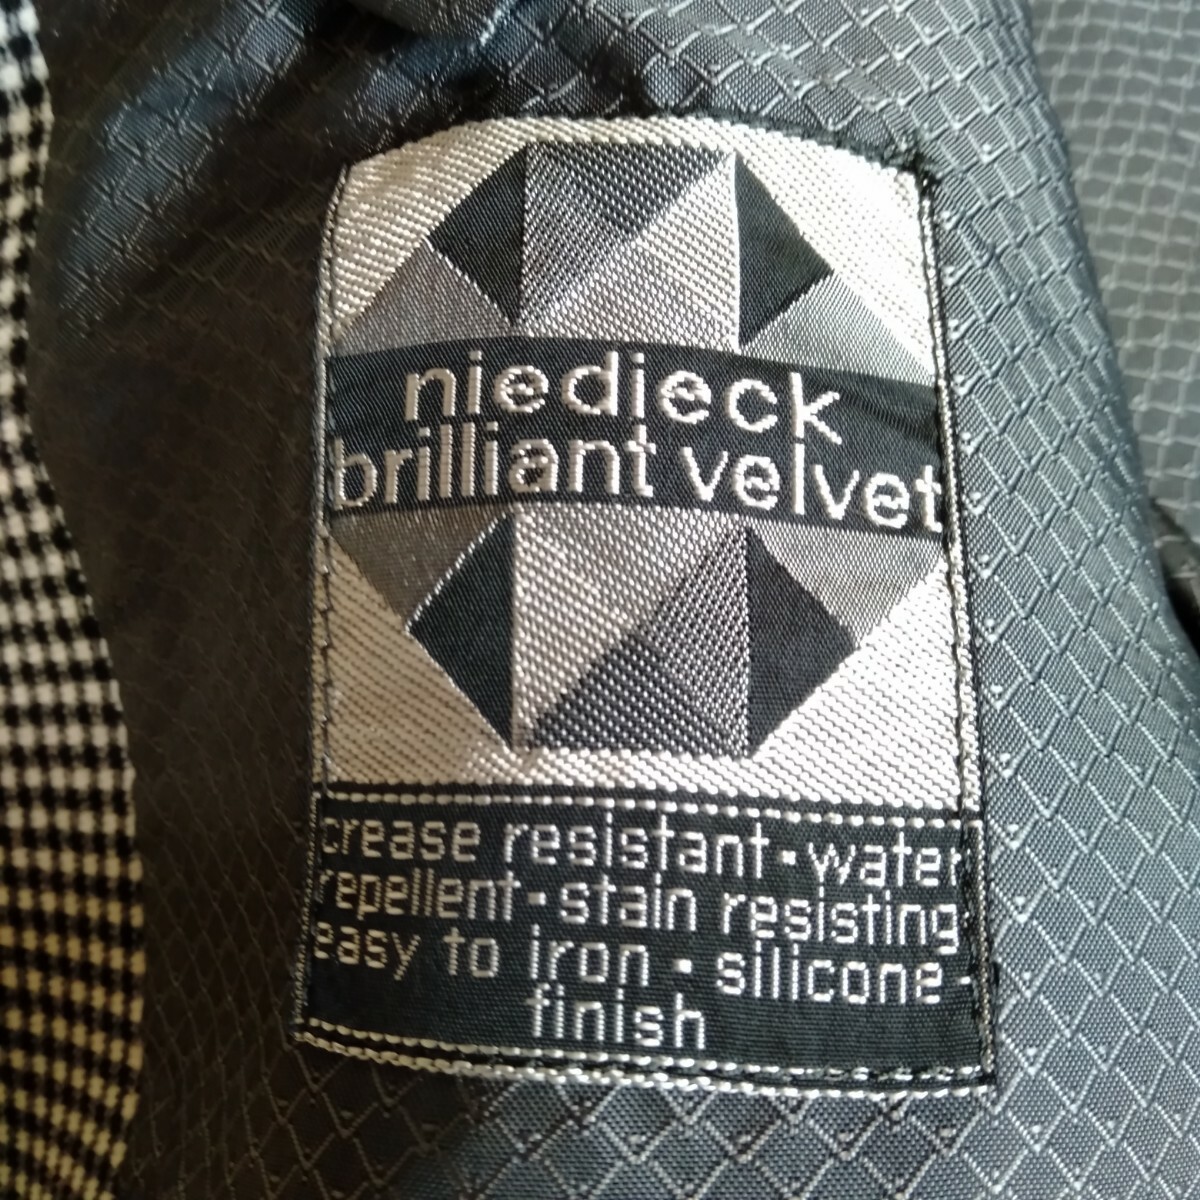 niedieck
brilliant velvet
crease resistant·water
repellent·stain resisting
easy to iron·silicone-
finish